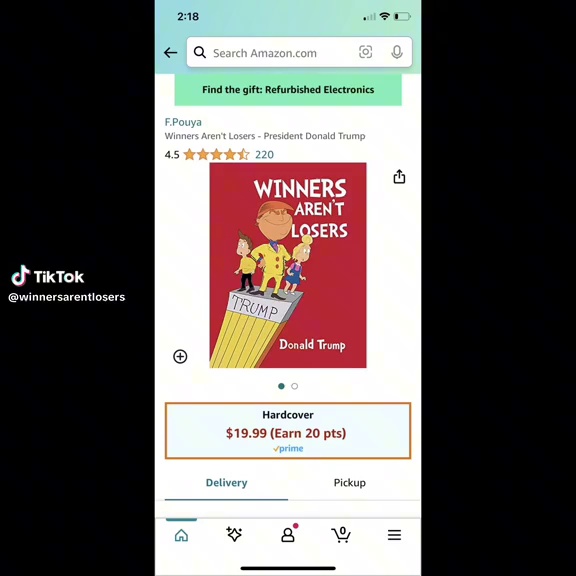 2:18
Search Amazon.com
Find the gift: Refurbished Electronics
F.Pouya
Winners Aren't Losers - President Donald Trump
4.5 220
WINNERS
AREN'T
LOSERS
TRUMP
Donald Trump
TikTok
@winnersarentlosers
Hardcover
$19.99 (Earn 20 pts)
prime
Delivery Pickup
0